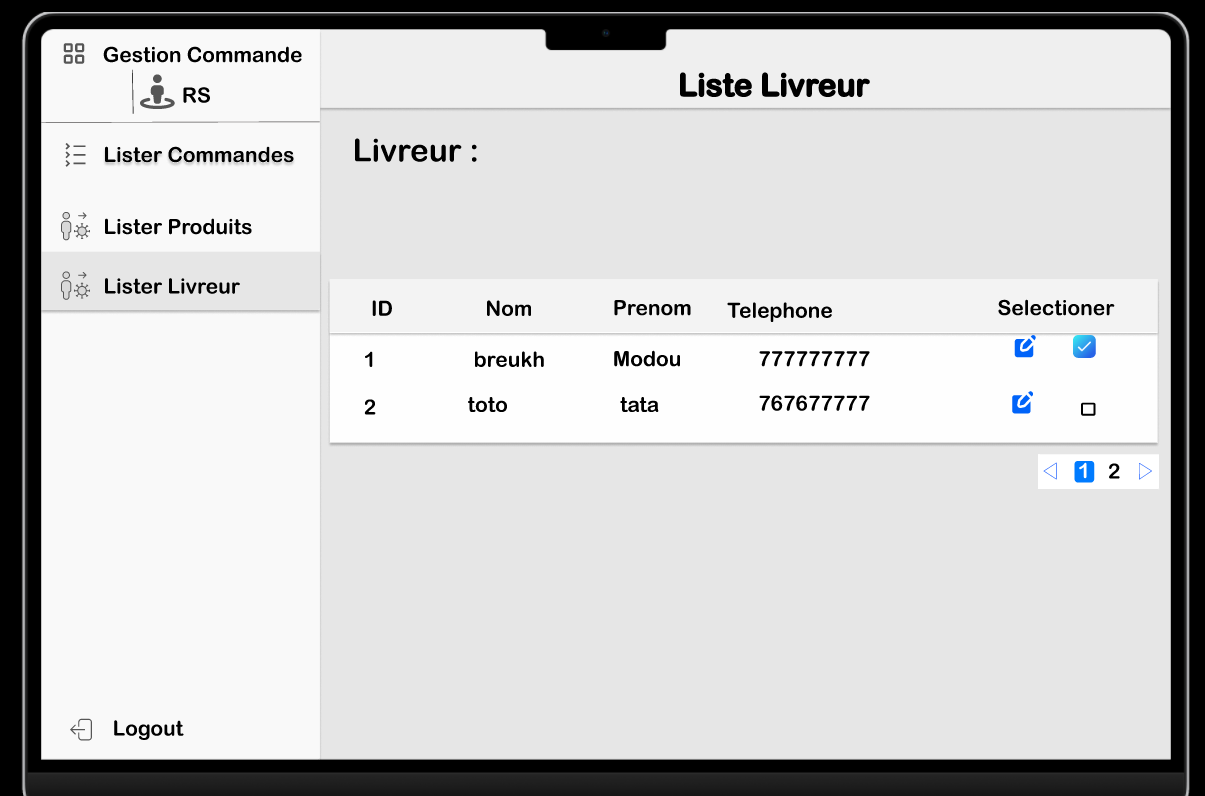 Gestion Commande
RS
Lister Commandes
Lister Produits
Lister Livreur
Logout
Liste Livreur
Livreur :
ID Nom Prenom Telephone Selectioner
1 breukh Modou 777777777
2 toto tata 767677777
1 2